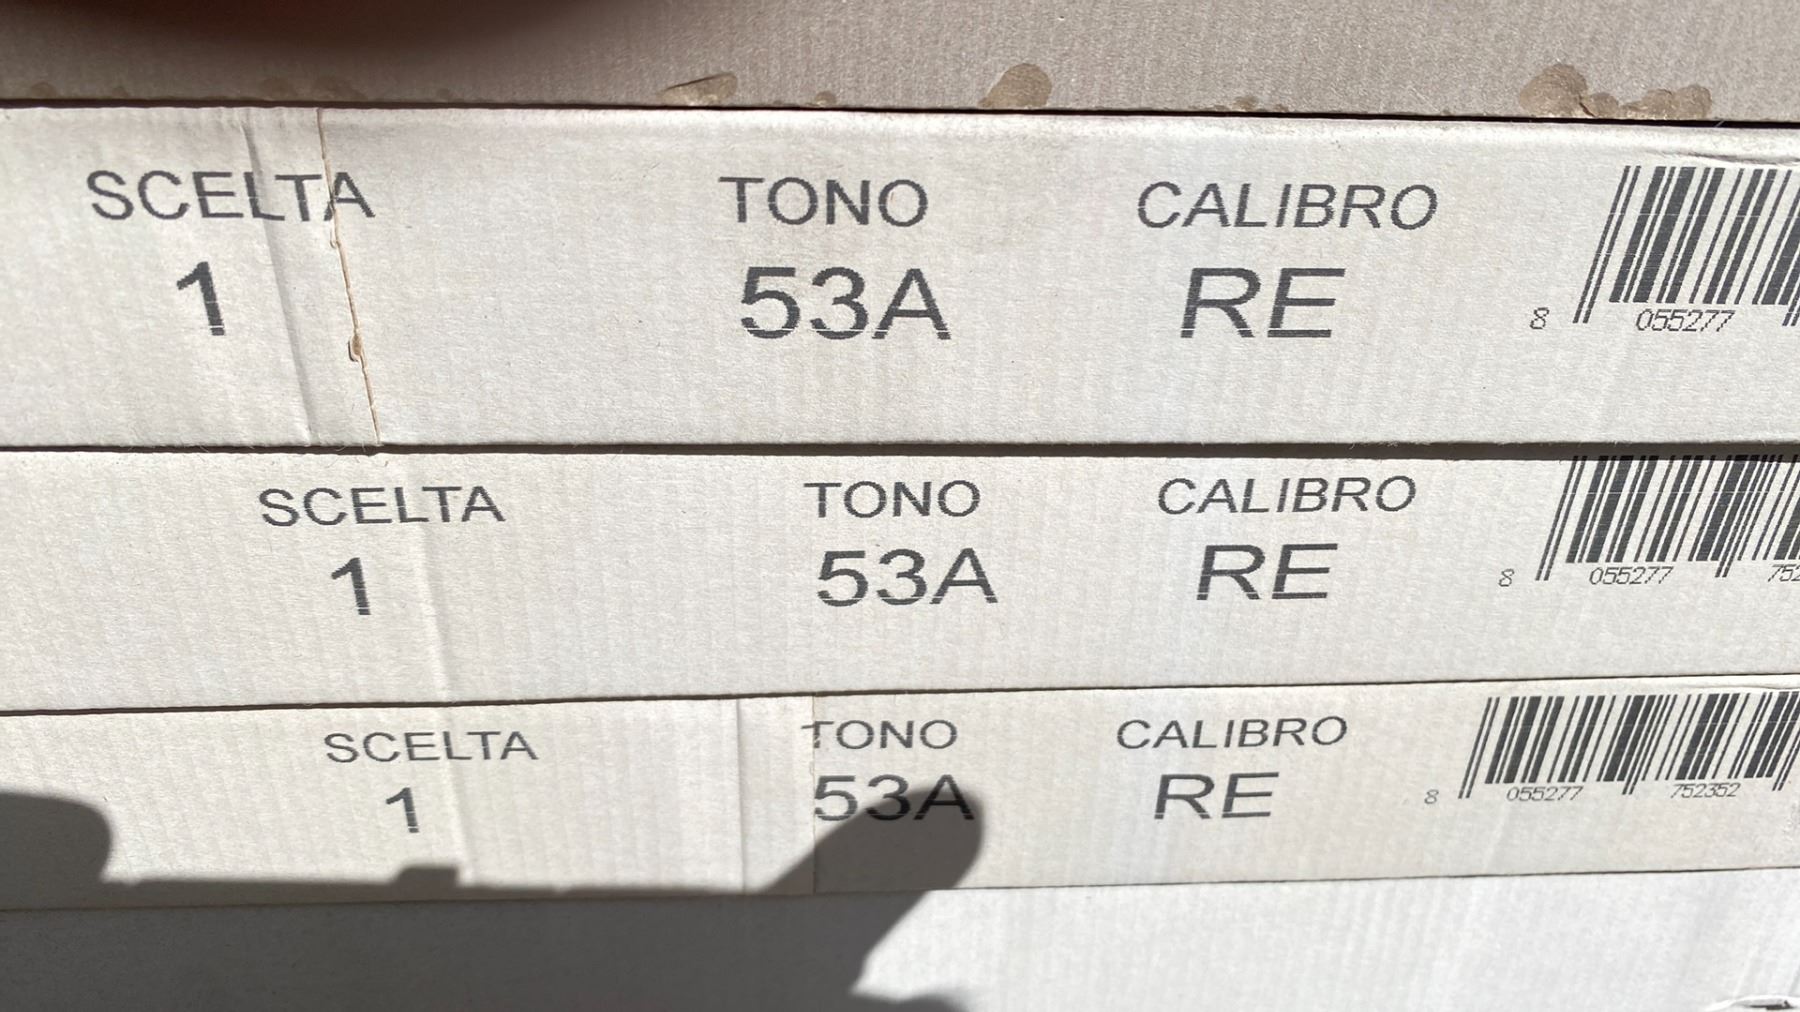 SCELTA TONO CALIBRO
1 53A RE
8 055277
SCELTA TONO CALIBRO
1 53A RE
8 055277 752
SCELTA TONO CALIBRO
1 53A RE
8 055277 752352